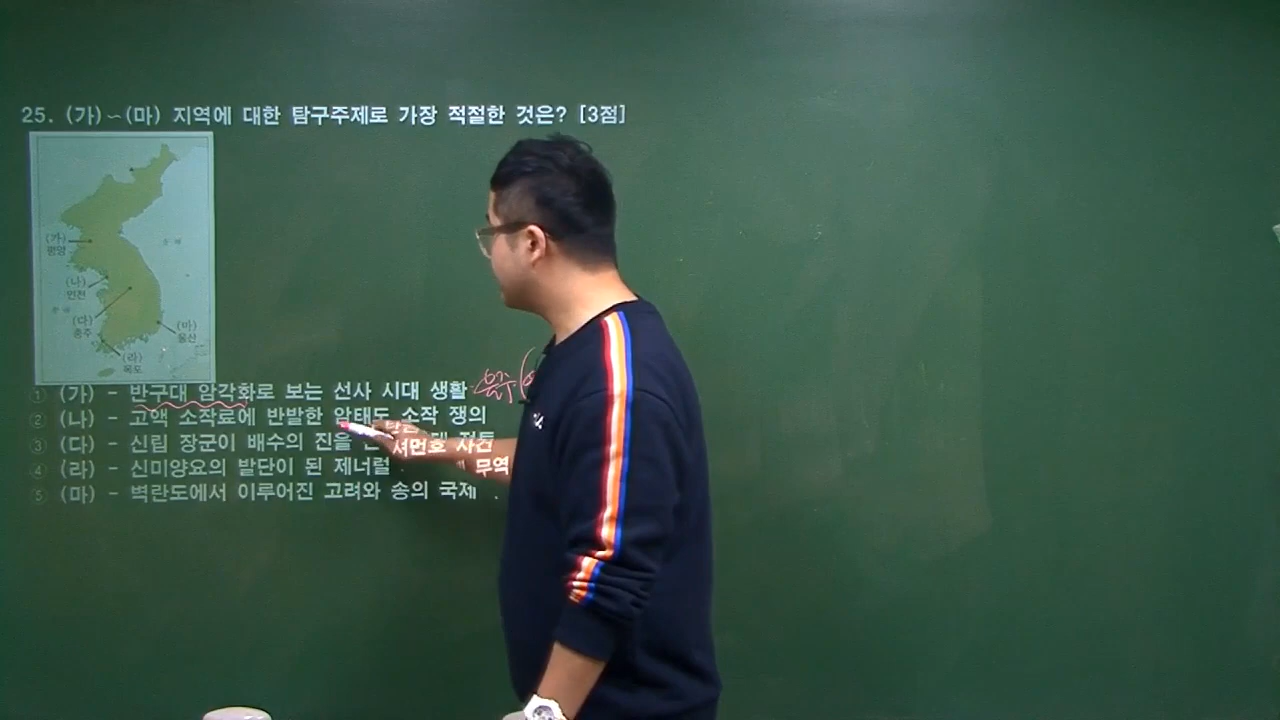 25. (가)~(마) 지역에 대한 탐구주제로 가장 적절한 것은? [3점]
(가)
평양
(나)
인천
(다)
충주
(마)
울산
(라)
목포
① (가) - 반구대 암각화로 보는 선사 시대 생활
② (나) - 고액 소작료에 반발한 암태도 소작 쟁의
③ (다) - 신립 장군이 배수의 진을
④ (라) - 신미양요의 발단이 된 제너럴 셔먼호 사건
⑤ (마) - 벽란도에서 이루어진 고려와 송의 국제 무역